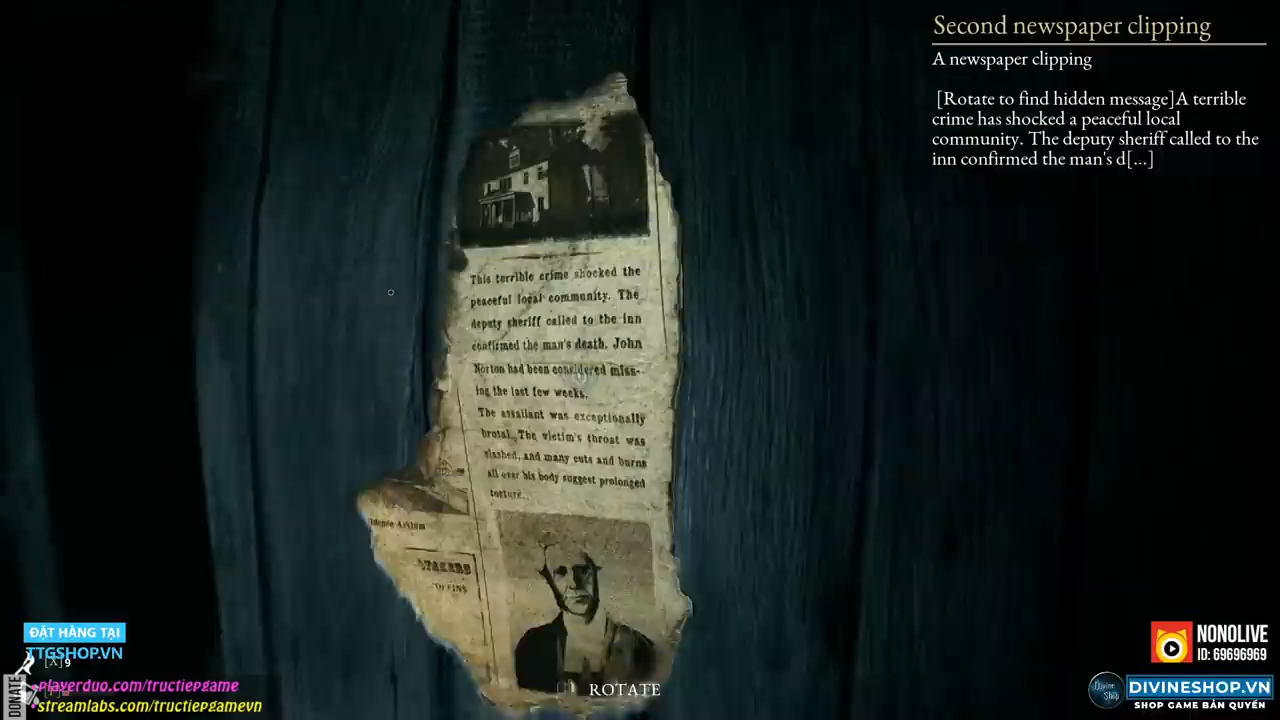 Second newspaper clipping
A newspaper clipping
[Rotate to find hidden message]A terrible
crime has shocked a peaceful local
community. The deputy sheriff called to the
inn confirmed the man's d[...]
This terrible crime shocked the
peaceful local community. The
deputy sheriff called to the inn
confirmed the man's death. John
Norton had been considered miss-
ing the last few weeks.
The assailant was exceptionally
brutal. The victim's throat was
slashed, and many cuts and burns
all over his body suggest prolonged
torture.
Asylum
ROTATE
ĐẶT HÀNG TẠI
TTGSHOP.VN
[X] 9
DONATE
playerduo.com/tructiepgame
streamlabs.com/tructiepgamevn
NONOLIVE
ID: 69696969
Divine
Shop
DIVINESHOP.VN
SHOP GAME BẢN QUYỀN